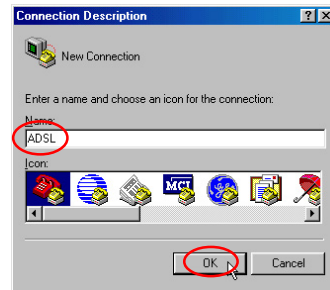 Connection Description
New Connection
Enter a name and choose an icon for the connection:
Name:
ADSL
Icon:
MCI
OK
Cancel